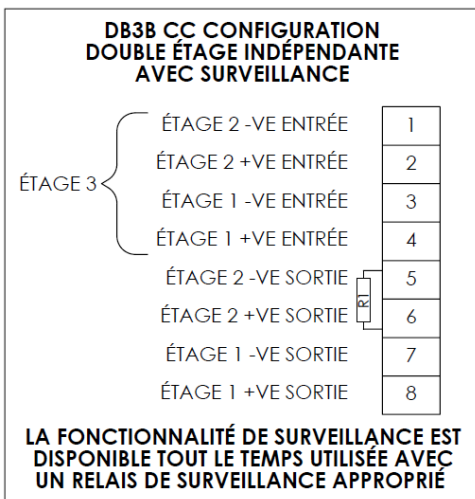 DB3B CC CONFIGURATION
DOUBLE ÉTAGE INDÉPENDANTE
AVEC SURVEILLANCE
ÉTAGE 3
ÉTAGE 2 -VE ENTRÉE 1
ÉTAGE 2 +VE ENTRÉE 2
ÉTAGE 1 -VE ENTRÉE 3
ÉTAGE 1 +VE ENTRÉE 4
ÉTAGE 2 -VE SORTIE 5
R1
ÉTAGE 2 +VE SORTIE 6
ÉTAGE 1 -VE SORTIE 7
ÉTAGE 1 +VE SORTIE 8
LA FONCTIONNALITÉ DE SURVEILLANCE EST
DISPONIBLE TOUT LE TEMPS UTILISÉE AVEC
UN RELAIS DE SURVEILLANCE APPROPRIÉ